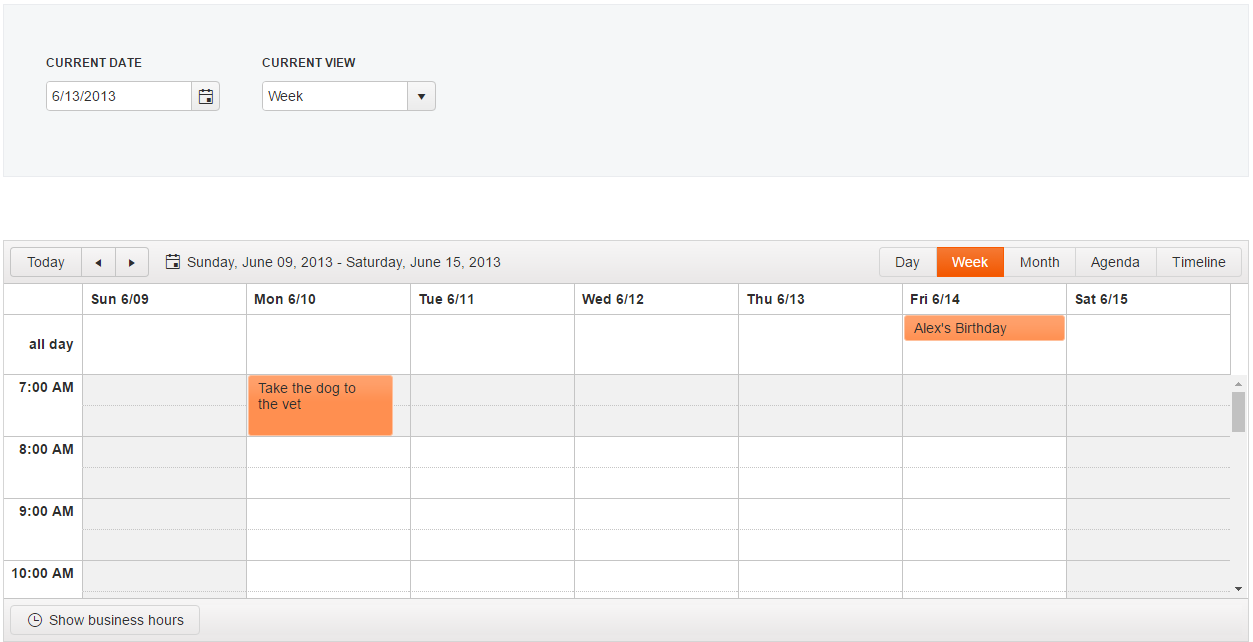 CURRENT DATE CURRENT VIEW
6/13/2013 Week
Today Sunday, June 09, 2013 - Saturday, June 15, 2013 Day Week Month Agenda Timeline
Sun 6/09 Mon 6/10 Tue 6/11 Wed 6/12 Thu 6/13 Fri 6/14 Sat 6/15
Alex's Birthday
all day
7:00 AM Take the dog to
the vet
8:00 AM
9:00 AM
10:00 AM
Show business hours